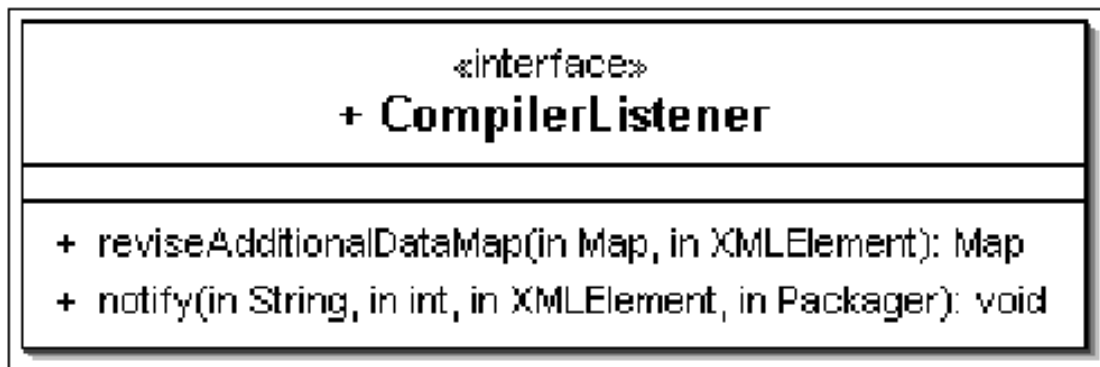 «interface»
+ CompilerListener
+ reviseAdditionalDataMap(in Map, in XMLElement): Map
+ notify(in String, in int, in XMLElement, in Packager): void